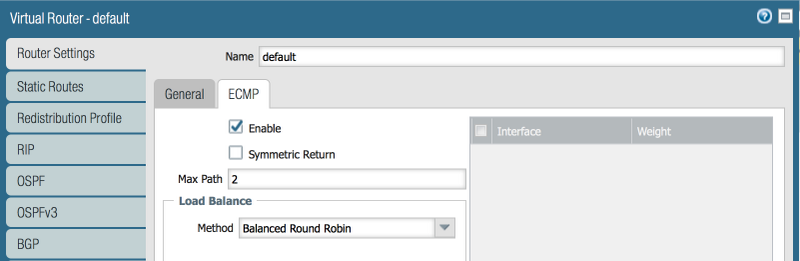 Virtual Router - default
Router Settings
Static Routes
Redistribution Profile
RIP
OSPF
OSPFv3
BGP
Name default
General ECMP
Enable
Symmetric Return
Max Path 2
Load Balance
Method Balanced Round Robin
Interface Weight